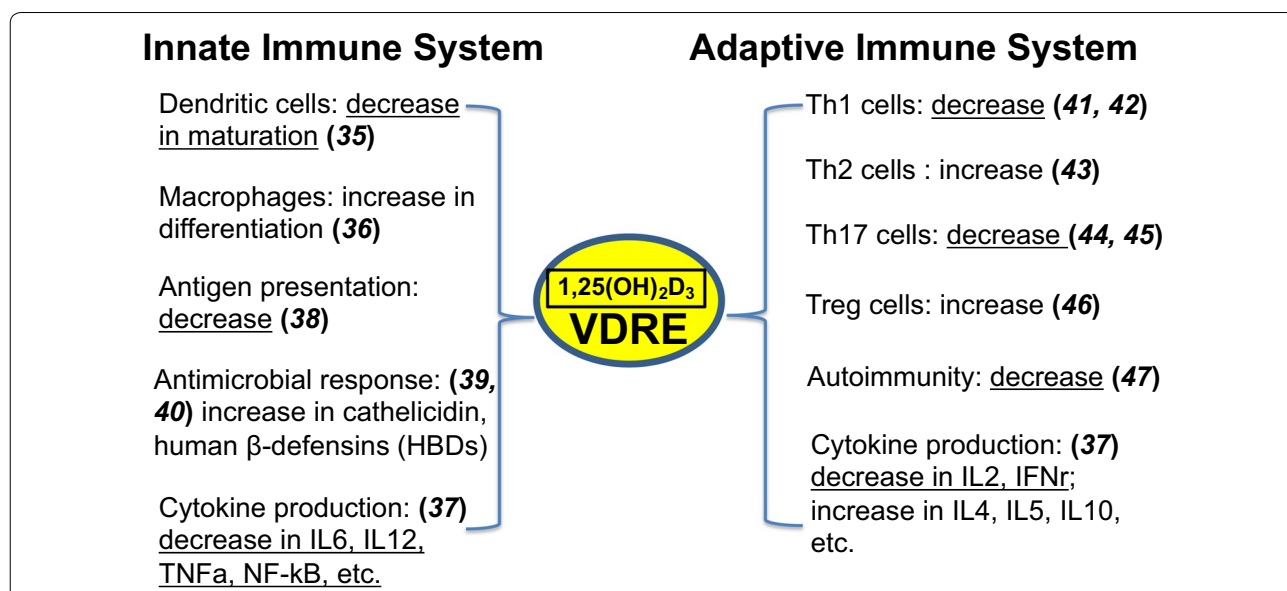 Innate Immune System
Dendritic cells: decrease
in maturation (35)
Macrophages: increase in
differentiation (36)
Antigen presentation:
decrease (38)
Antimicrobial response: (39,
40) increase in cathelicidin,
human β-defensins (HBDs)
Cytokine production: (37)
decrease in IL6, IL12,
TNFa, NF-kB, etc.
1,25(OH)₂D₃
VDRE
Adaptive Immune System
Th1 cells: decrease (41, 42)
Th2 cells : increase (43)
Th17 cells: decrease (44, 45)
Treg cells: increase (46)
Autoimmunity: decrease (47)
Cytokine production: (37)
decrease in IL2, IFNr;
increase in IL4, IL5, IL10,
etc.